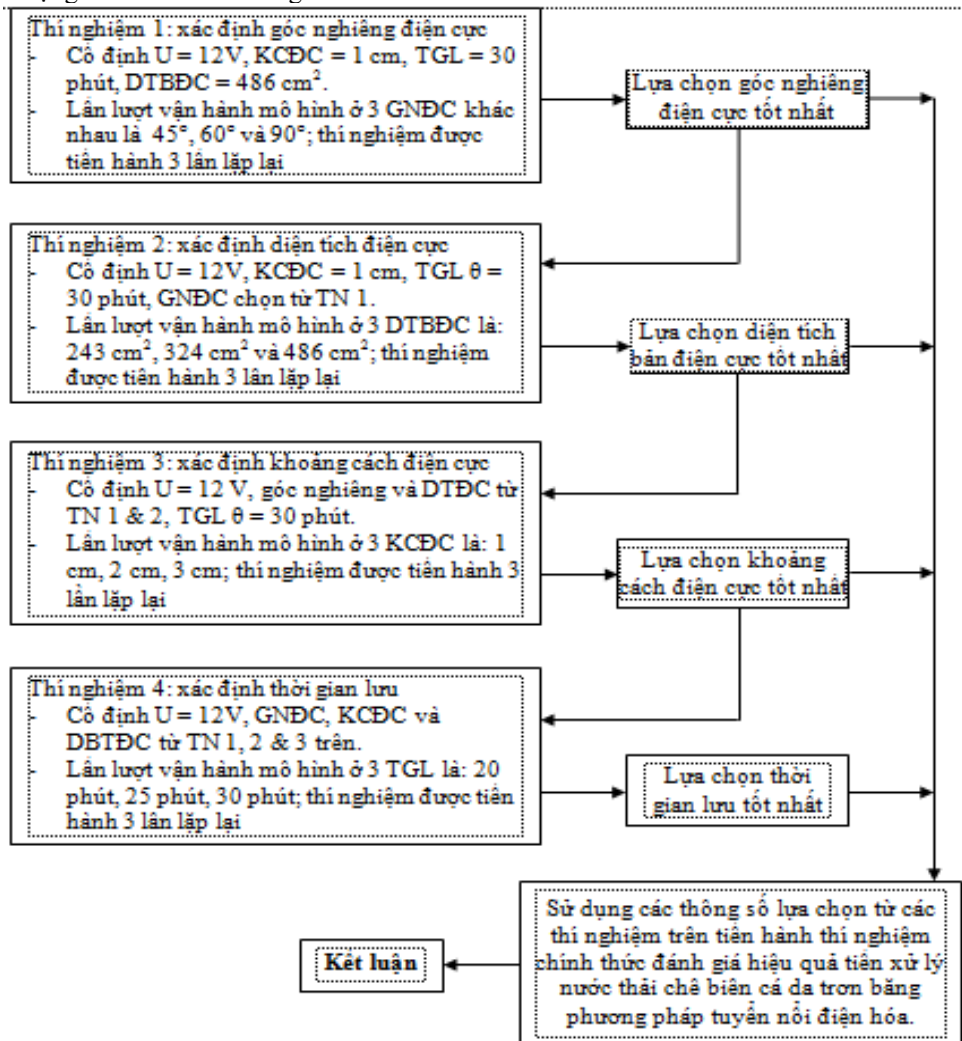 Thí nghiệm 1: xác định góc nghiêng điện cực
- Cố định U = 12V, KCĐC = 1 cm, TGL = 30
phút, DTBĐC = 486 cm².
- Lần lượt vận hành mô hình ở 3 GNĐC khác
nhau là 45°, 60° và 90°; thí nghiệm được
tiến hành 3 lần lặp lại
Lựa chọn góc nghiêng
điện cực tốt nhất
Thí nghiệm 2: xác định diện tích điện cực
- Cố định U = 12V, KCĐC = 1 cm, TGL θ =
30 phút, GNĐC chọn từ TN 1.
- Lần lượt vận hành mô hình ở 3 DTBĐC là:
243 cm², 324 cm² và 486 cm²; thí nghiệm
được tiến hành 3 lần lặp lại
Lựa chọn diện tích
bản điện cực tốt nhất
Thí nghiệm 3: xác định khoảng cách điện cực
- Cố định U = 12 V, góc nghiêng và DTĐC từ
TN 1 & 2, TGL θ = 30 phút.
- Lần lượt vận hành mô hình ở 3 KCĐC là: 1
cm, 2 cm, 3 cm; thí nghiệm được tiến hành 3
lần lặp lại
Lựa chọn khoảng
cách điện cực tốt nhất
Thí nghiệm 4: xác định thời gian lưu
- Cố định U = 12V, GNĐC, KCĐC và
DBTĐC từ TN 1, 2 & 3 trên.
- Lần lượt vận hành mô hình ở 3 TGL là: 20
phút, 25 phút, 30 phút; thí nghiệm được tiến
hành 3 lần lặp lại
Lựa chọn thời
gian lưu tốt nhất
Sử dụng các thông số lựa chọn từ các
thí nghiệm trên tiến hành thí nghiệm
chính thức đánh giá hiệu quả tiền xử lý
nước thải chế biến cá da trơn bằng
phương pháp tuyển nổi điện hóa.
Kết luận